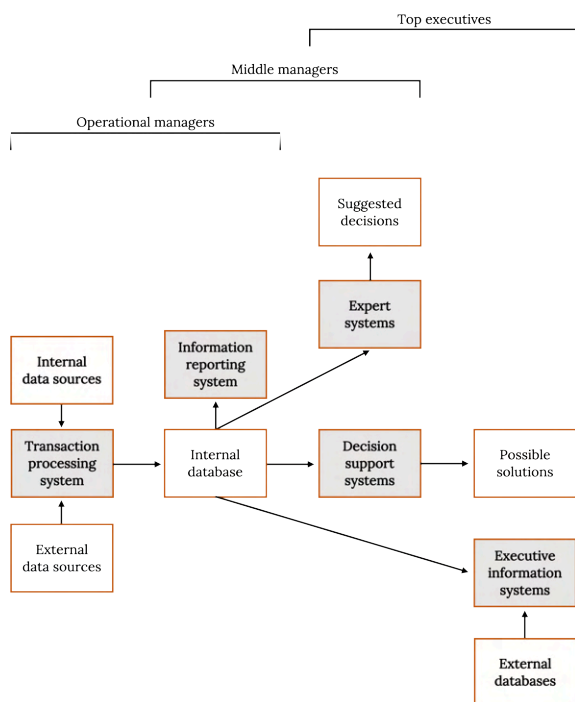 Top executives
Middle managers
Operational managers
Suggested
decisions
Expert
systems
Information
reporting
system
Internal
data sources
Transaction
processing
system
Internal
database
Decision
support
systems
Possible
solutions
External
data sources
Executive
information
systems
External
databases